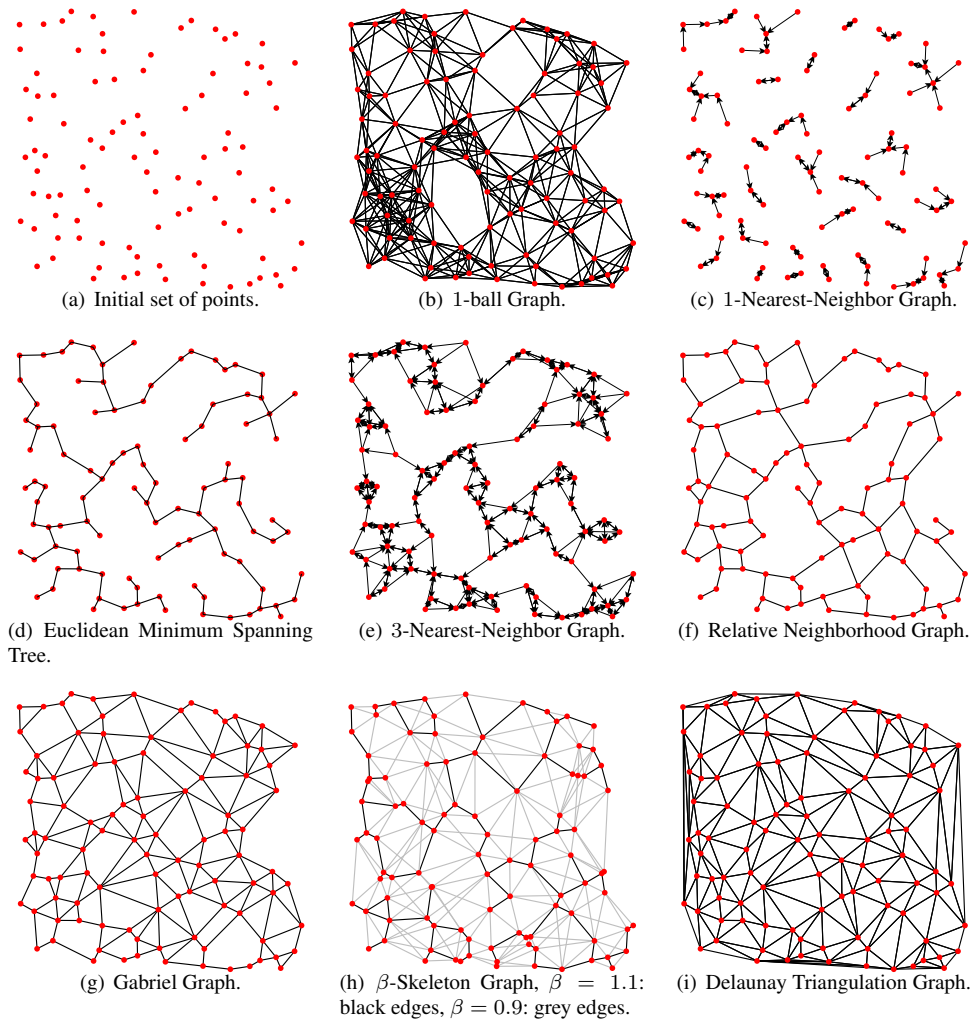 (a) Initial set of points.
(b) 1-ball Graph.
(c) 1-Nearest-Neighbor Graph.
(d) Euclidean Minimum Spanning
Tree.
(e) 3-Nearest-Neighbor Graph.
(f) Relative Neighborhood Graph.
(g) Gabriel Graph.
(h) β-Skeleton Graph, β = 1.1:
black edges, β = 0.9: grey edges.
(i) Delaunay Triangulation Graph.